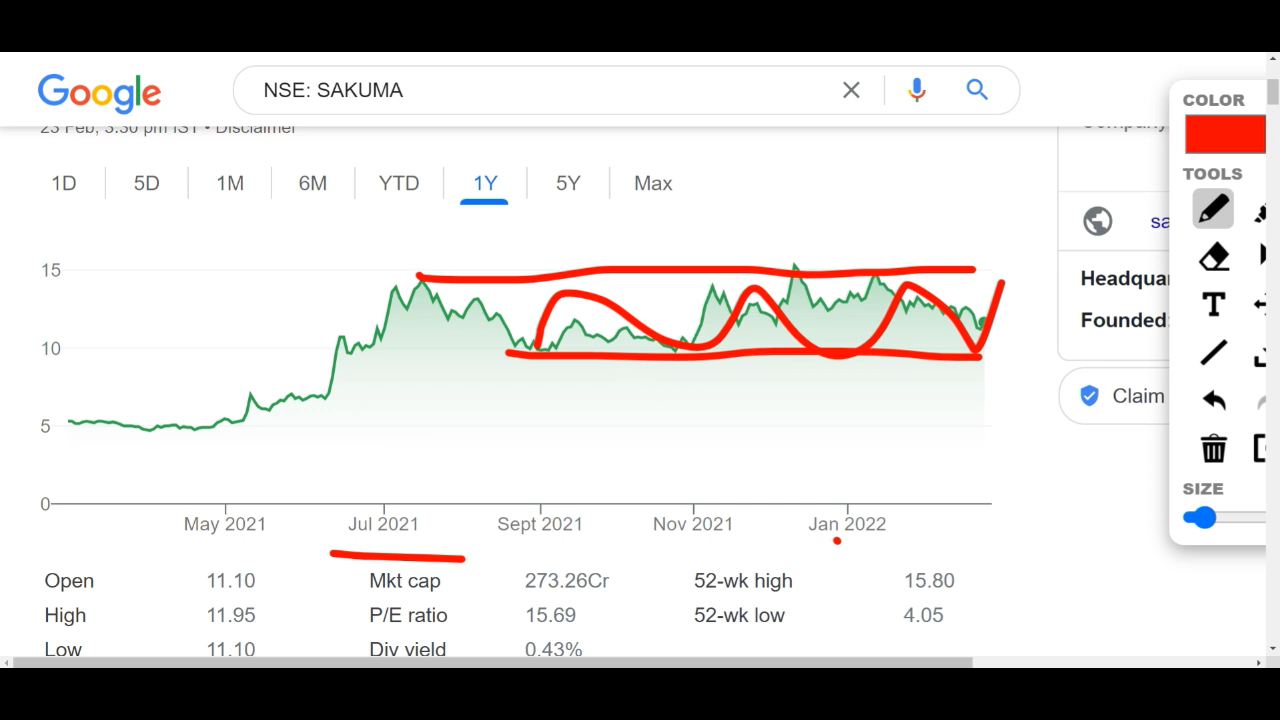 Google
NSE: SAKUMA
COLOR
23 Feb, 3:30 pm IST • Disclaimer
TOOLS
1D 5D 1M 6M YTD 1Y 5Y Max
15
Headquar
Founded:
10
Claim
5
SIZE
0
May 2021 Jul 2021 Sept 2021 Nov 2021 Jan 2022
Open 11.10 Mkt cap 273.26Cr 52-wk high 15.80
High 11.95 P/E ratio 15.69 52-wk low 4.05
Low 11.10 Div yield 0.43%